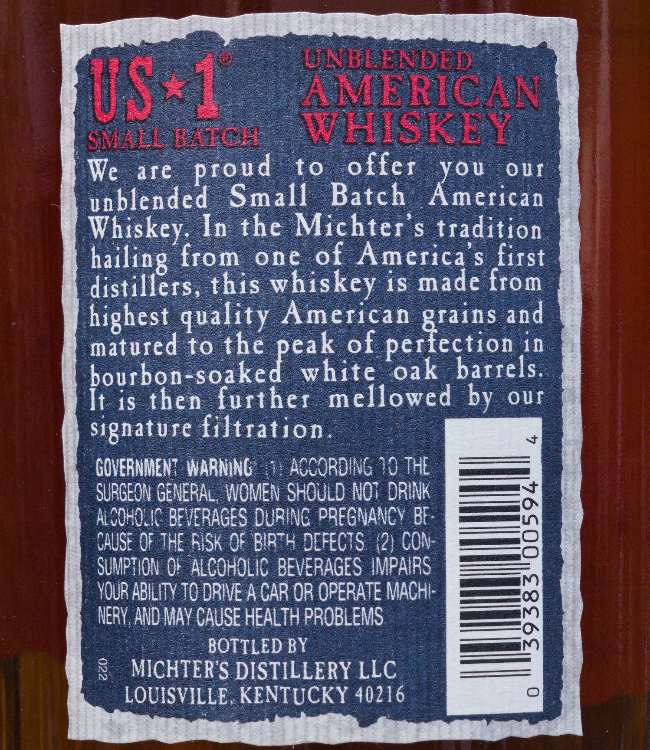 US★1®
SMALL BATCH
UNBLENDED
AMERICAN
WHISKEY
We are proud to offer you our
unblended Small Batch American
Whiskey. In the Michter's tradition
hailing from one of America's first
distillers, this whiskey is made from
highest quality American grains and
matured to the peak of perfection in
bourbon-soaked white oak barrels.
It is then further mellowed by our
signature filtration.
GOVERNMENT WARNING (1) ACCORDING TO THE
SURGEON GENERAL, WOMEN SHOULD NOT DRINK
ALCOHOLIC BEVERAGES DURING PREGNANCY BE-
CAUSE OF THE RISK OF BIRTH DEFECTS (2) CON-
SUMPTION OF ALCOHOLIC BEVERAGES IMPAIRS
YOUR ABILITY TO DRIVE A CAR OR OPERATE MACHI-
NERY, AND MAY CAUSE HEALTH PROBLEMS
BOTTLED BY
MICHTER'S DISTILLERY LLC
LOUISVILLE, KENTUCKY 40216
022
0 39383 00594 4